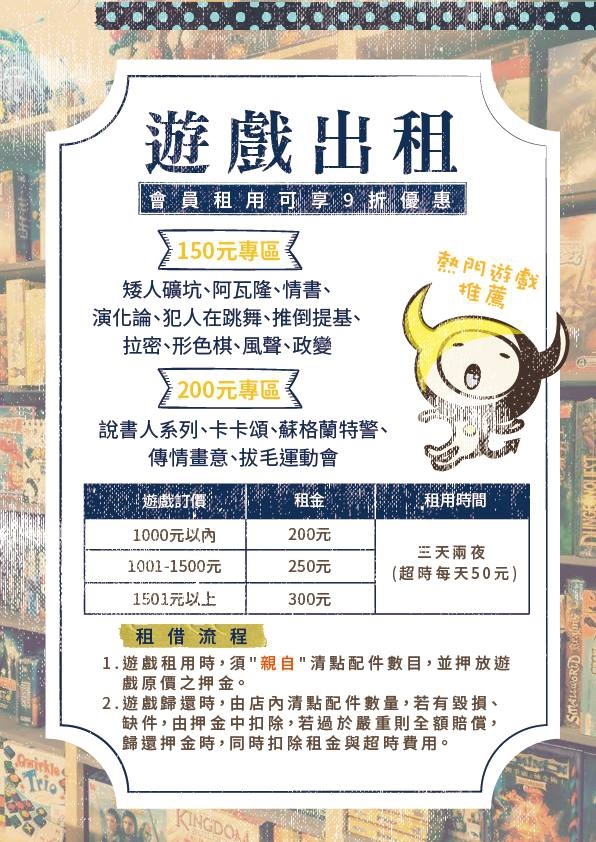 遊戲出租
會員租用可享9折優惠
150元專區
矮人礦坑、阿瓦隆、情書、
演化論、犯人在跳舞、推倒提基、
拉密、形色棋、風聲、政變
熱門遊戲
推薦
200元專區
說書人系列、卡卡頌、蘇格蘭特警、
傳情畫意、拔毛運動會
遊戲訂價 租金 租用時間
1000元以內 200元
1001-1500元 250元
1501元以上 300元
三天兩夜
(超時每天50元)
租借流程
1.遊戲租用時,須"親自"清點配件數目,並押放遊
戲原價之押金。
2.遊戲歸還時,由店內清點配件數量,若有毀損、
缺件,由押金中扣除,若過於嚴重則全額賠償,
歸還押金時,同時扣除租金與超時費用。
Qwirkle
Trio
KINGDOM
SMALLWORLD